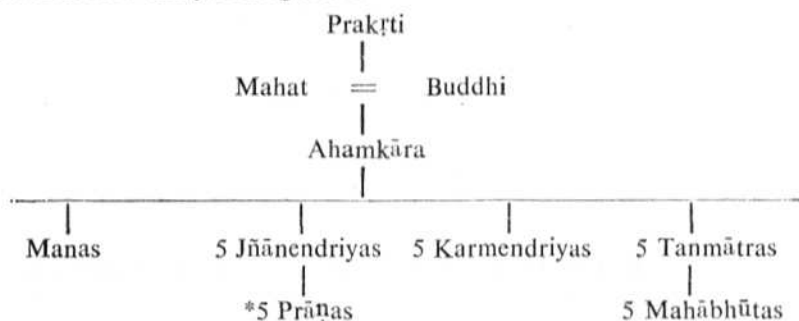 Prakṛti
Mahat = Buddhi
Ahamkāra
Manas 5 Jñānendriyas 5 Karmendriyas 5 Tanmātras
*5 Prāṇas 5 Mahābhūtas